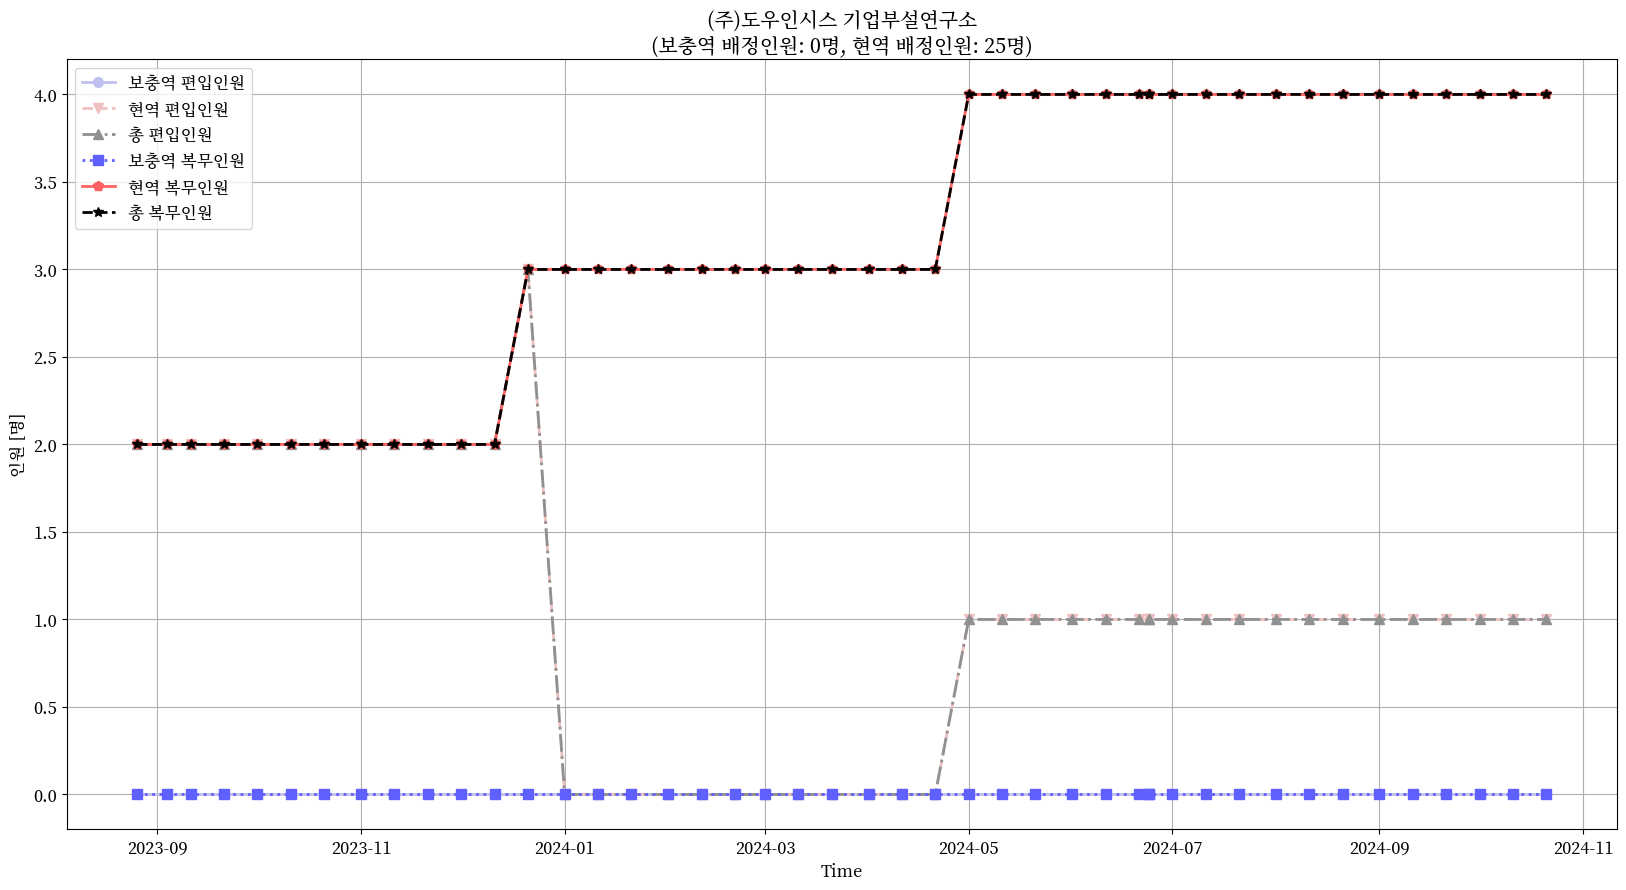 (주)도우인시스 기업부설연구소
(보충역 배정인원: 0명, 현역 배정인원: 25명)
보충역 편입인원
현역 편입인원
총 편입인원
보충역 복무인원
현역 복무인원
총 복무인원
4.0
3.5
3.0
2.5
2.0
1.5
1.0
0.5
0.0
인원 [명]
2023-09
2023-11
2024-01
2024-03
2024-05
2024-07
2024-09
2024-11
Time